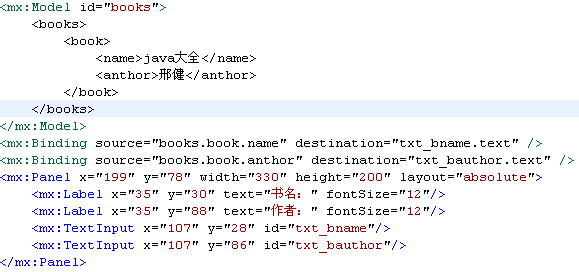 <mx:Model id="books">
<books>
<book>
<name>java大全</name>
<anthor>邢健</anthor>
</book>
</books>
</mx:Model>
<mx:Binding source="books.book.name" destination="txt_bname.text" />
<mx:Binding source="books.book.anthor" destination="txt_bauthor.text" />
<mx:Panel x="199" y="78" width="330" height="200" layout="absolute">
<mx:Label x="35" y="30" text="书名：" fontSize="12"/>
<mx:Label x="35" y="88" text="作者：" fontSize="12"/>
<mx:TextInput x="107" y="28" id="txt_bname"/>
<mx:TextInput x="107" y="86" id="txt_bauthor"/>
</mx:Panel>